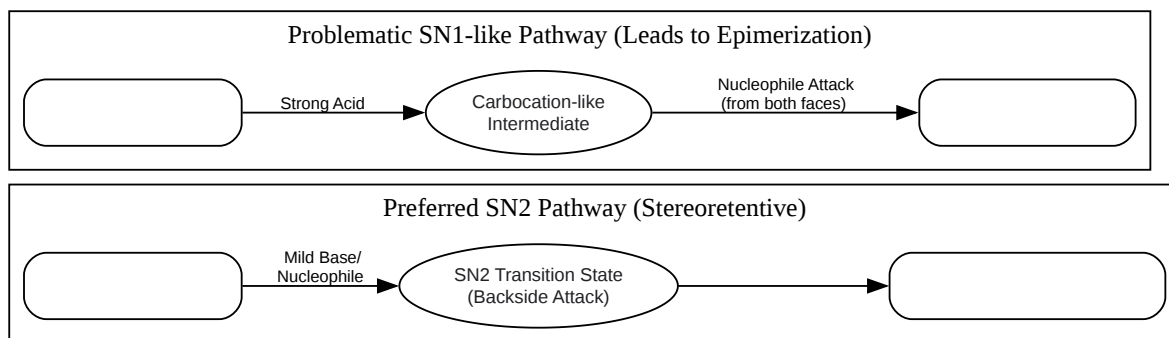 Problematic SN1-like Pathway (Leads to Epimerization)
Strong Acid
Carbocation-like
Intermediate
Nucleophile Attack
(from both faces)
Preferred SN2 Pathway (Stereoretentive)
Mild Base/
Nucleophile
SN2 Transition State
(Backside Attack)